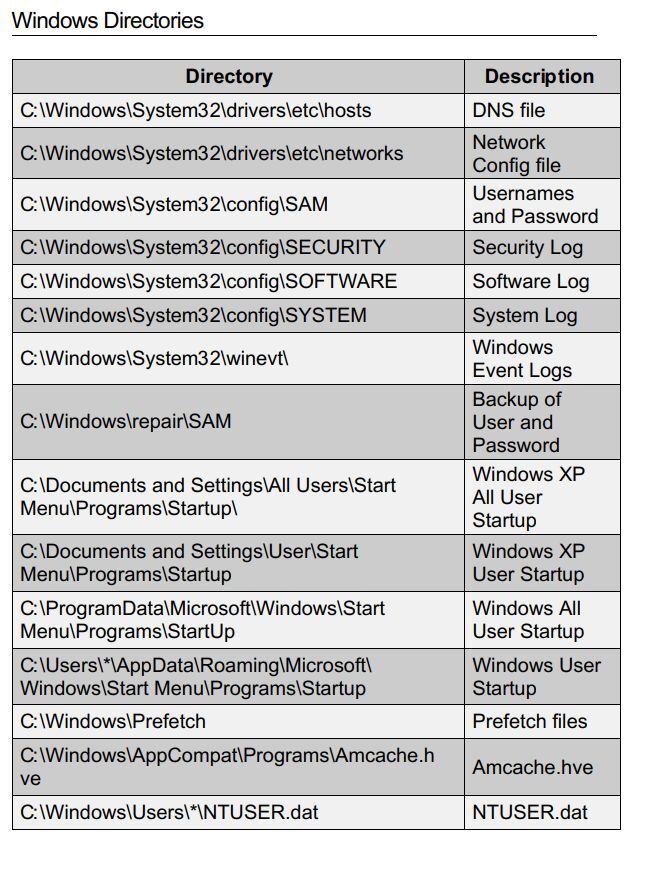 Windows Directories
Directory Description
C:\Windows\System32\drivers\etc\hosts DNS file
C:\Windows\System32\drivers\etc\networks Network
Config file
C:\Windows\System32\config\SAM Usernames
and Password
C:\Windows\System32\config\SECURITY Security Log
C:\Windows\System32\config\SOFTWARE Software Log
C:\Windows\System32\config\SYSTEM System Log
C:\Windows\System32\winevt\ Windows
Event Logs
C:\Windows\repair\SAM Backup of
User and
Password
C:\Documents and Settings\All Users\Start
Menu\Programs\Startup\ Windows XP
All User
Startup
C:\Documents and Settings\User\Start
Menu\Programs\Startup Windows XP
User Startup
C:\ProgramData\Microsoft\Windows\Start
Menu\Programs\StartUp Windows All
User Startup
C:\Users\*\AppData\Roaming\Microsoft\
Windows\Start Menu\Programs\Startup Windows User
Startup
C:\Windows\Prefetch Prefetch files
C:\Windows\AppCompat\Programs\Amcache.h
ve Amcache.hve
C:\Windows\Users\*\NTUSER.dat NTUSER.dat